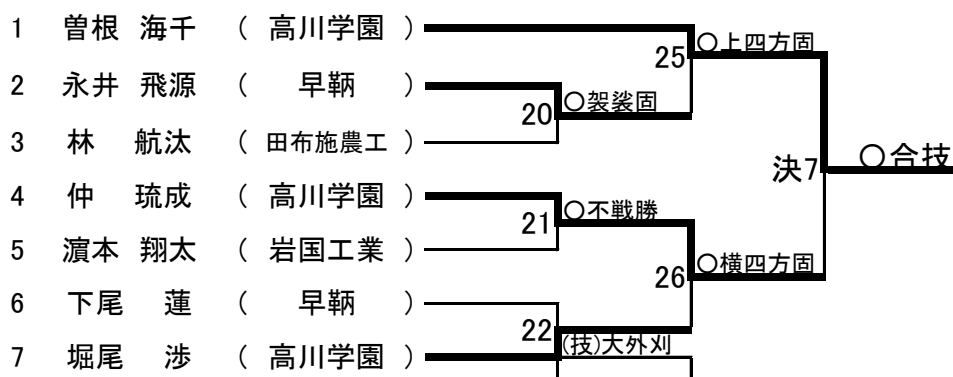 1 曽根 海千 ( 高川学園 )
○上四方固
25
2 永井 飛源 ( 早鞆 )
○袈裟固
20
3 林 航汰 ( 田布施農工 )
○合技
決7
4 仲 琉成 ( 高川学園 )
○不戦勝
21
5 濵本 翔太 ( 岩国工業 )
○横四方固
26
6 下尾 蓮 ( 早鞆 )
22
(技)大外刈
7 堀尾 渉 ( 高川学園 )